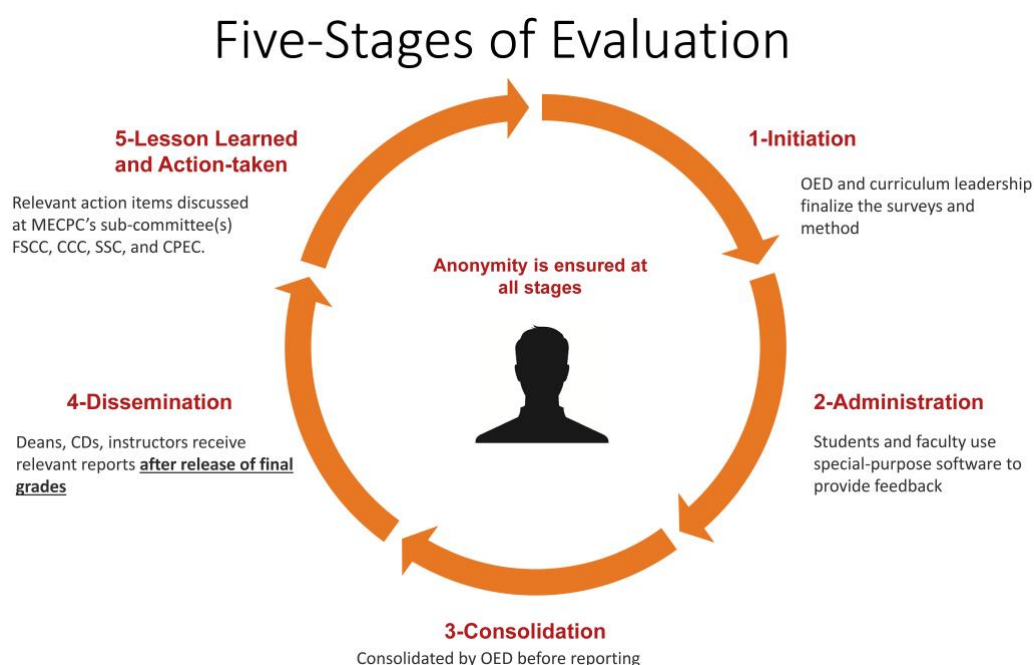 Five-Stages of Evaluation
1-Initiation
OED and curriculum leadership
finalize the surveys and
method
2-Administration
Students and faculty use
special-purpose software to
provide feedback
3-Consolidation
Consolidated by OED before reporting
4-Dissemination
Deans, CDs, instructors receive
relevant reports after release of final
grades
5-Lesson Learned
and Action-taken
Relevant action items discussed
at MECPC’s sub-committee(s)
FSCC, CCC, SSC, and CPEC.
Anonymity is ensured at
all stages